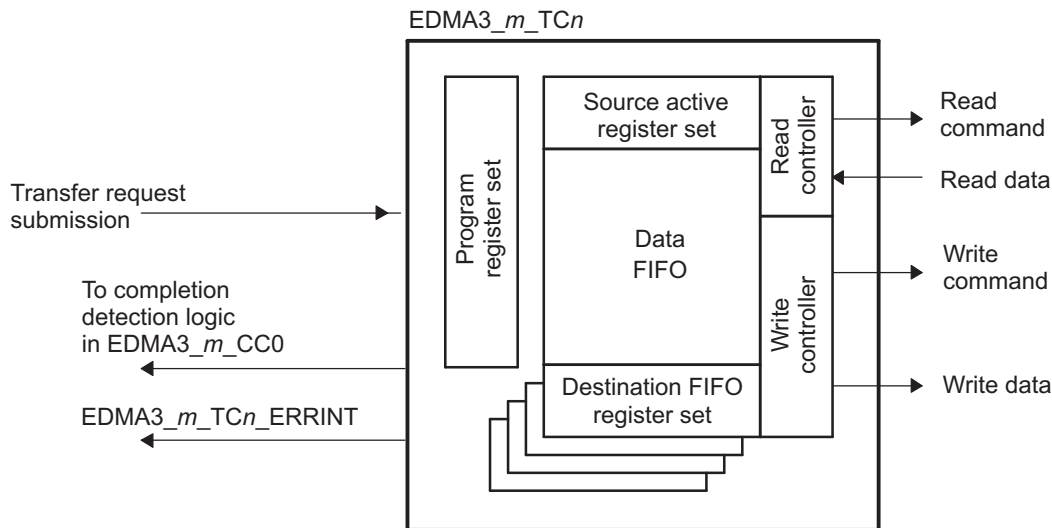 EDMA3_m_TCn
Transfer request
submission
To completion
detection logic
in EDMA3_m_CC0
EDMA3_m_TCn_ERRINT
Program
register set
Source active
register set
Data
FIFO
Destination FIFO
register set
Read
controller
Write
controller
Read
command
Read data
Write
command
Write data